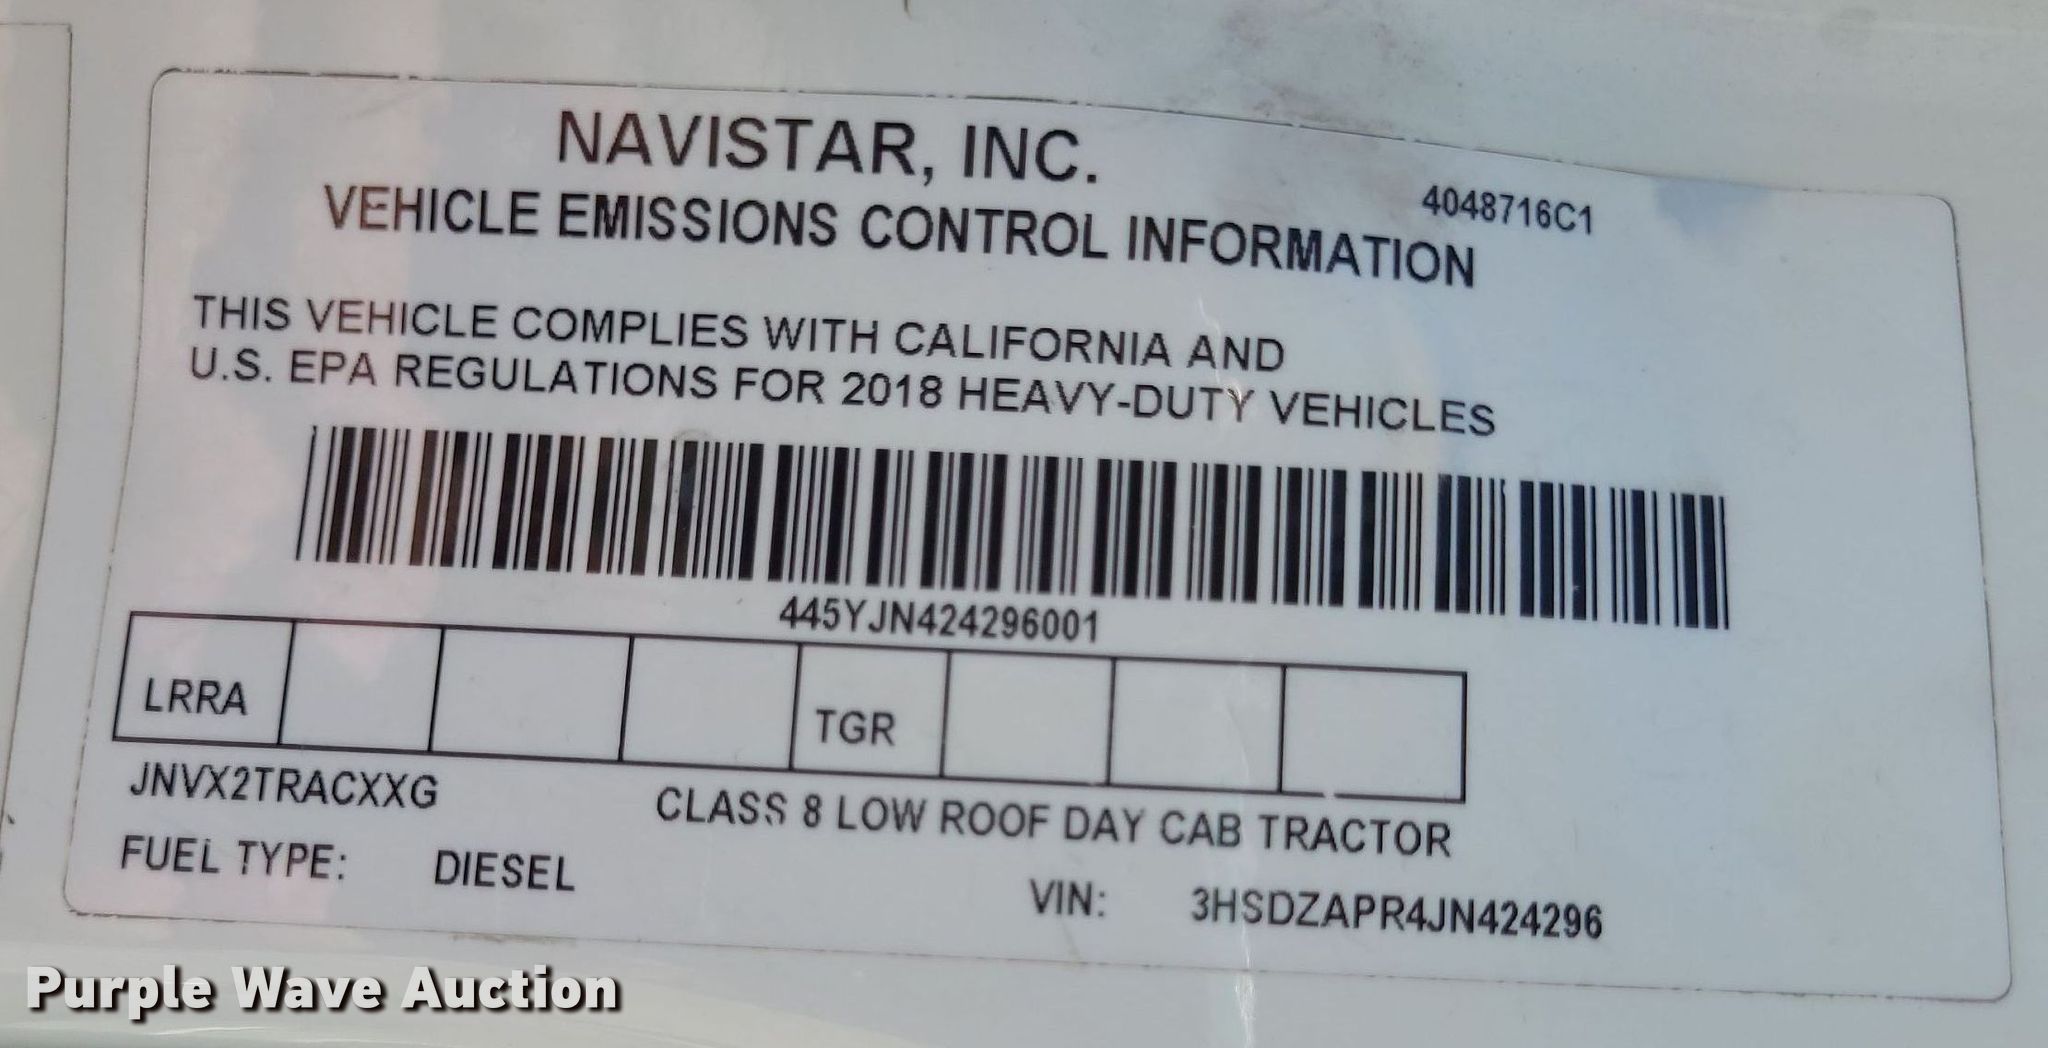 NAVISTAR, INC.
4048716C1
VEHICLE EMISSIONS CONTROL INFORMATION
THIS VEHICLE COMPLIES WITH CALIFORNIA AND
U.S. EPA REGULATIONS FOR 2018 HEAVY-DUTY VEHICLES
445YJN424296001
LRRA TGR
JNVX2TRACXXG CLASS 8 LOW ROOF DAY CAB TRACTOR
FUEL TYPE: DIESEL VIN: 3HSDZAPR4JN424296
Purple Wave Auction